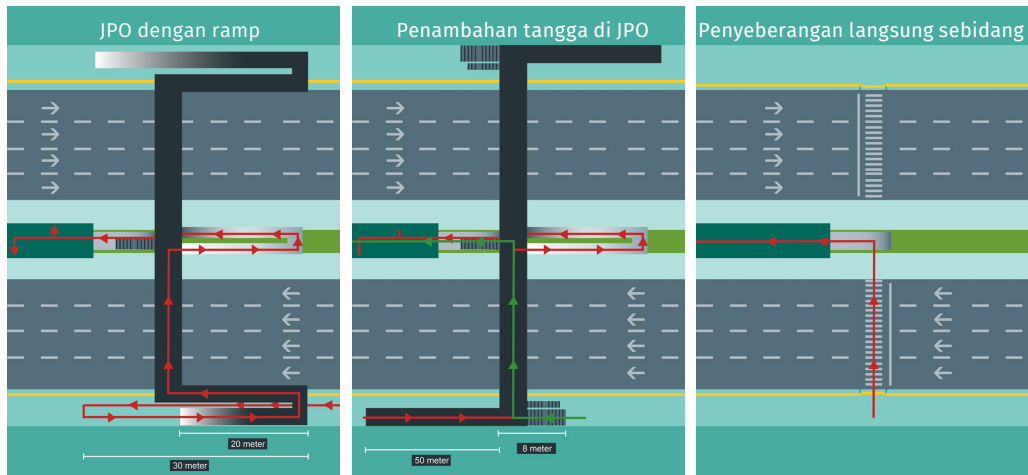 JPO dengan ramp
20 meter
30 meter
Penambahan tangga di JPO
8 meter
50 meter
Penyeberangan langsung sebidang